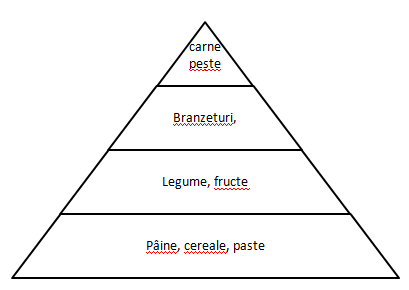 carne
peste
Branzeturi,
Legume, fructe
Pâine, cereale, paste